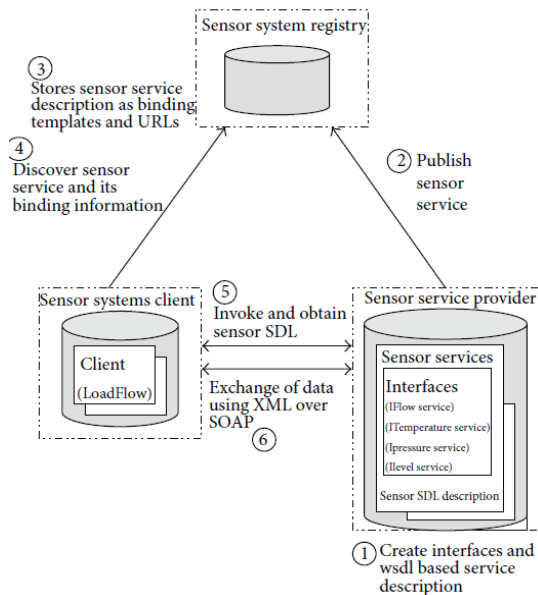 Sensor system registry
3
Stores sensor service
description as binding
templates and URLs
4
Discover sensor
service and its
binding information
2
Publish
sensor
service
Sensor systems client
Client
(LoadFlow)
5
Invoke and obtain
sensor SDL
Exchange of data
using XML over
SOAP
6
Sensor service provider
Sensor services
Interfaces
(IFlow service)
(ITemperature service)
(Ipressure service)
(Ilevel service)
Sensor SDL description
1
Create interfaces and
wsdl based service
description